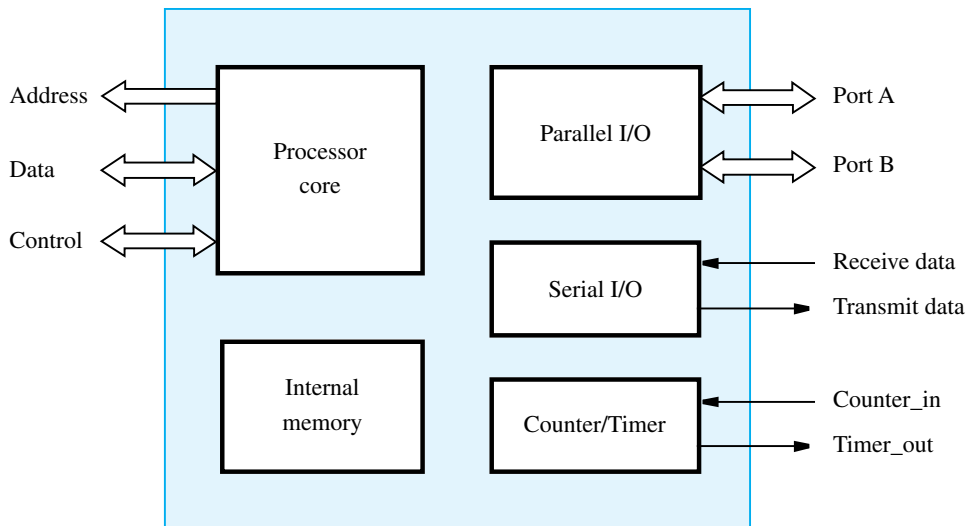 Address
Data
Control
Processor
core
Internal
memory
Parallel I/O
Serial I/O
Counter/Timer
Port A
Port B
Receive data
Transmit data
Counter_in
Timer_out